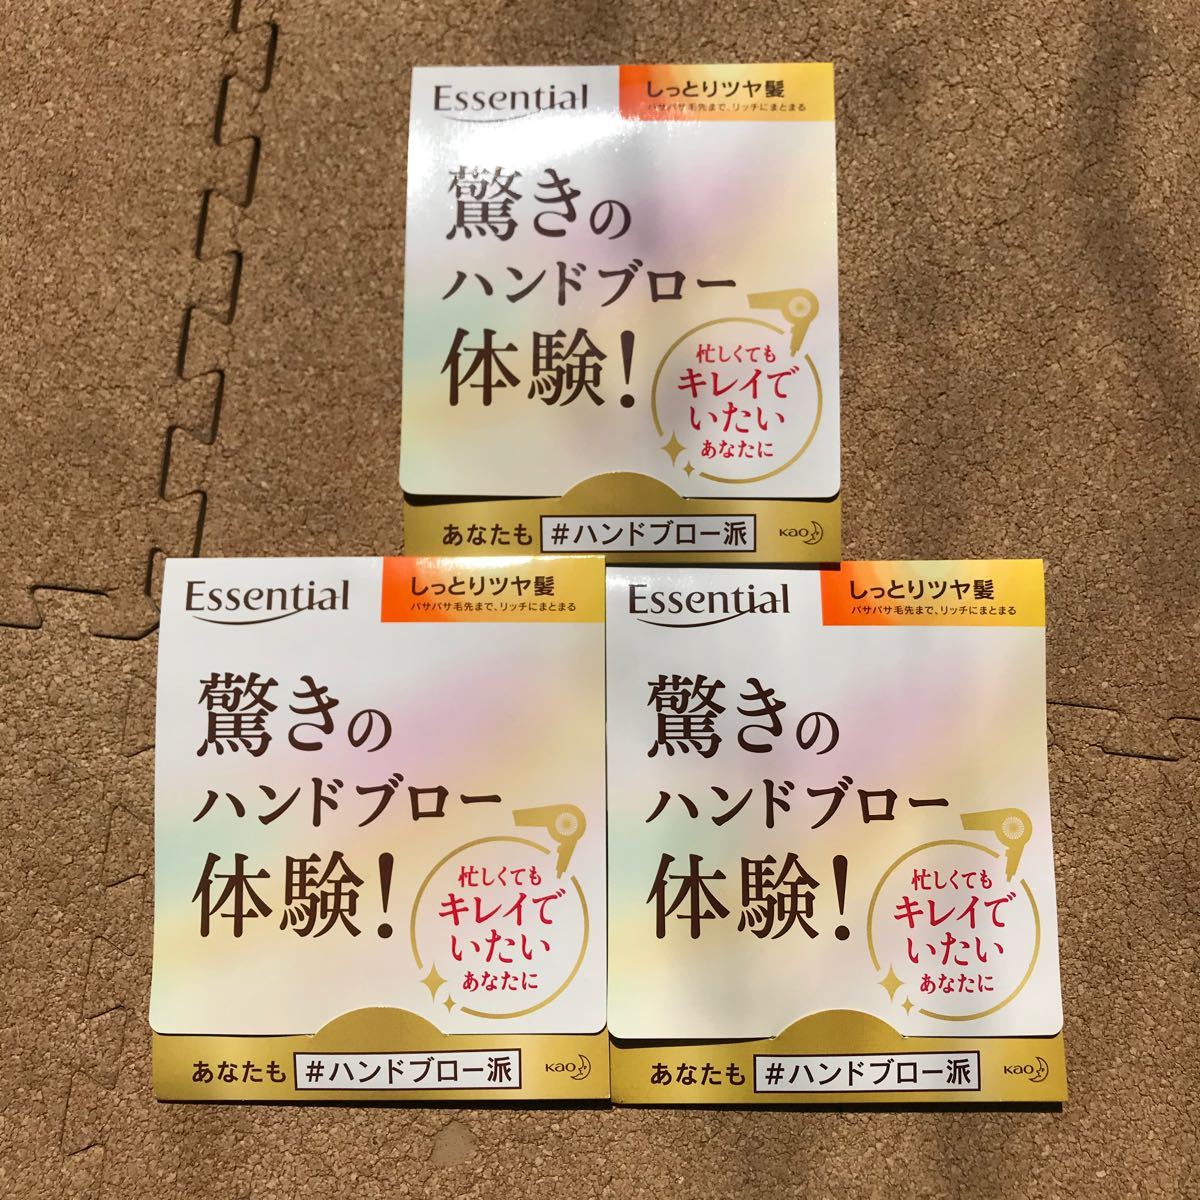 Essential
しっとりツヤ髪
パサパサ毛先まで、リッチにまとまる
驚きの
ハンドブロー
体験!
忙しくても
キレイで
いたい
あなたに
あなたも #ハンドブロー派
Kao
Essential
しっとりツヤ髪
パサパサ毛先まで、リッチにまとまる
驚きの
ハンドブロー
体験!
忙しくても
キレイで
いたい
あなたに
あなたも #ハンドブロー派
Kao
Essential
しっとりツヤ髪
パサパサ毛先まで、リッチにまとまる
驚きの
ハンドブロー
体験!
忙しくても
キレイで
いたい
あなたに
あなたも #ハンドブロー派
Kao